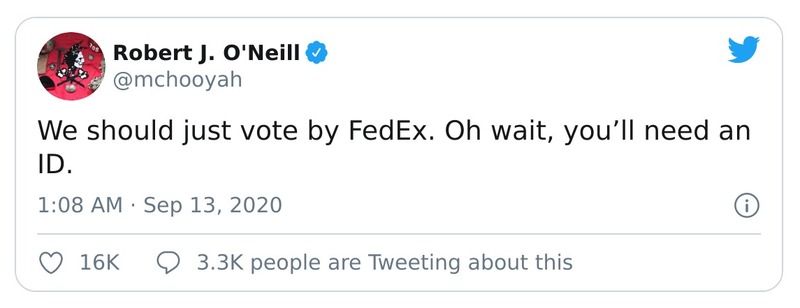 Robert J. O'Neill
@mchooyah
We should just vote by FedEx. Oh wait, you’ll need an
ID.
1:08 AM · Sep 13, 2020
16K 3.3K people are Tweeting about this